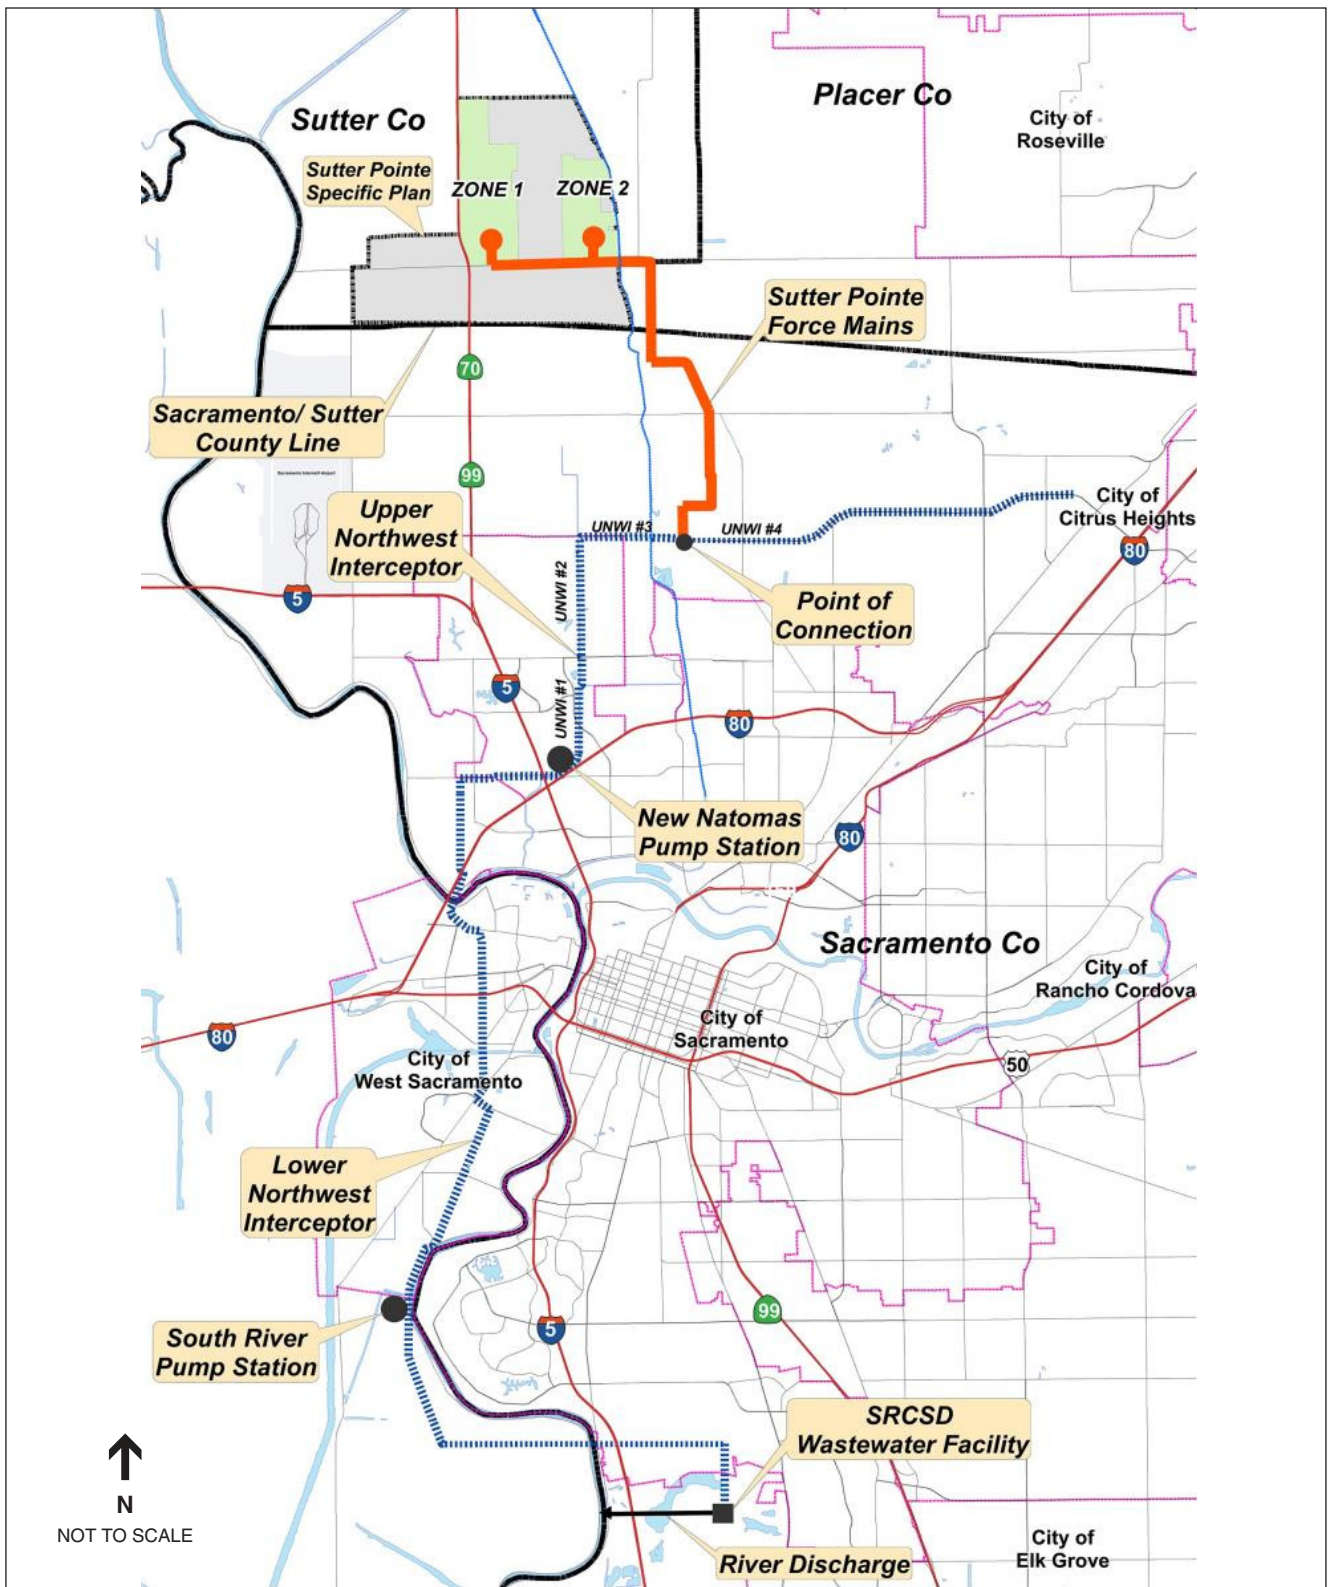 Placer Co
Sutter Co
City of
Roseville
Sutter Pointe
Specific Plan
ZONE 1
ZONE 2
Sutter Pointe
Force Mains
70
Sacramento/ Sutter
County Line
99
Sacramento Internatl Airport
Upper
Northwest
Interceptor
City of
Citrus Heights
UNWI #3
UNWI #4
80
UNWI #2
5
Point of
Connection
5
UNWI #1
80
New Natomas
Pump Station
80
Sacramento Co
City of
Rancho Cordova
City of
Sacramento
80
City of
West Sacramento
50
Lower
Northwest
Interceptor
99
South River
Pump Station
5
SRCSD
Wastewater Facility
N
NOT TO SCALE
City of
Elk Grove
River Discharge